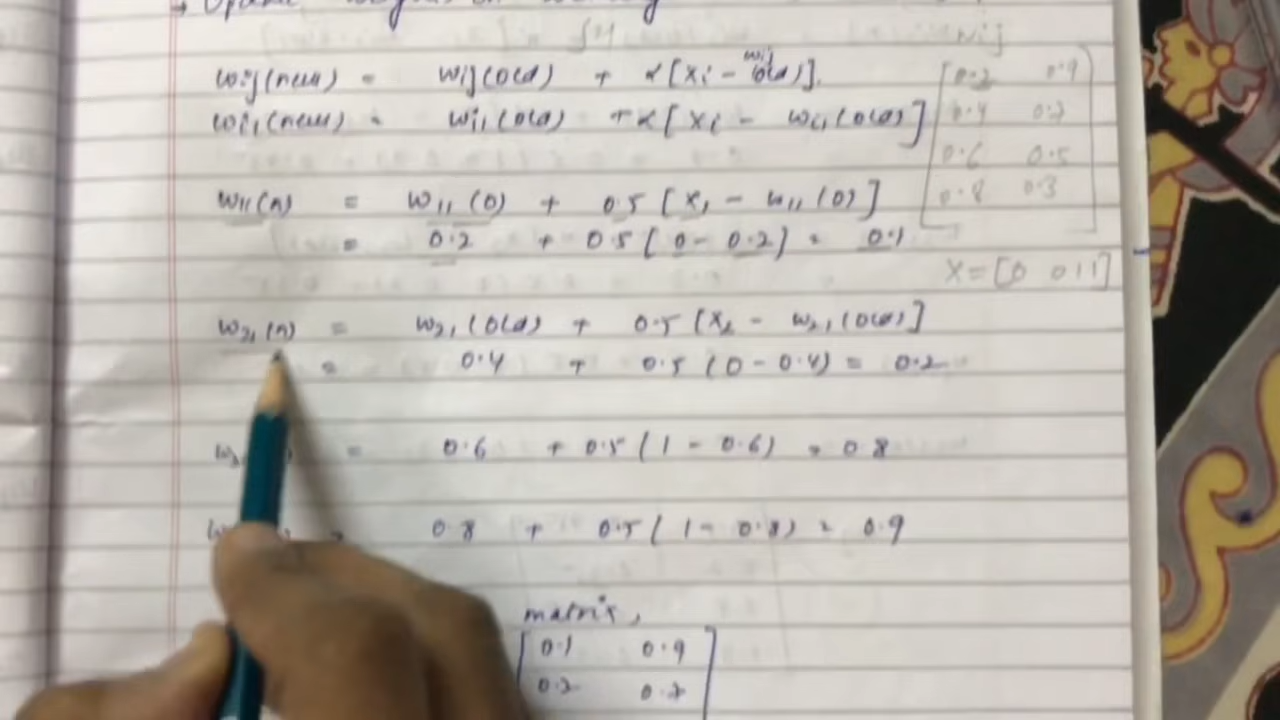 wij(new) = wij(old) + α[xi - wij(old)].
wi1(new) = wi1(old) + α[xi - wi1(old)]
w11(n) = w11(0) + 0.5 [x1 - w11(0)]
= 0.2 + 0.5 [0 - 0.2] = 0.1
w21(n) = w21(old) + 0.5 [x2 - w21(old)]
= 0.4 + 0.5 (0 - 0.4) = 0.2
= 0.6 + 0.5 (1 - 0.6) = 0.8
= 0.8 + 0.5 (1 - 0.8) = 0.9
matrix,
0.1 0.9
0.2
0.2 0.9
0.4
0.6 0.5
0.8 0.3
X = [0 0 1 1]